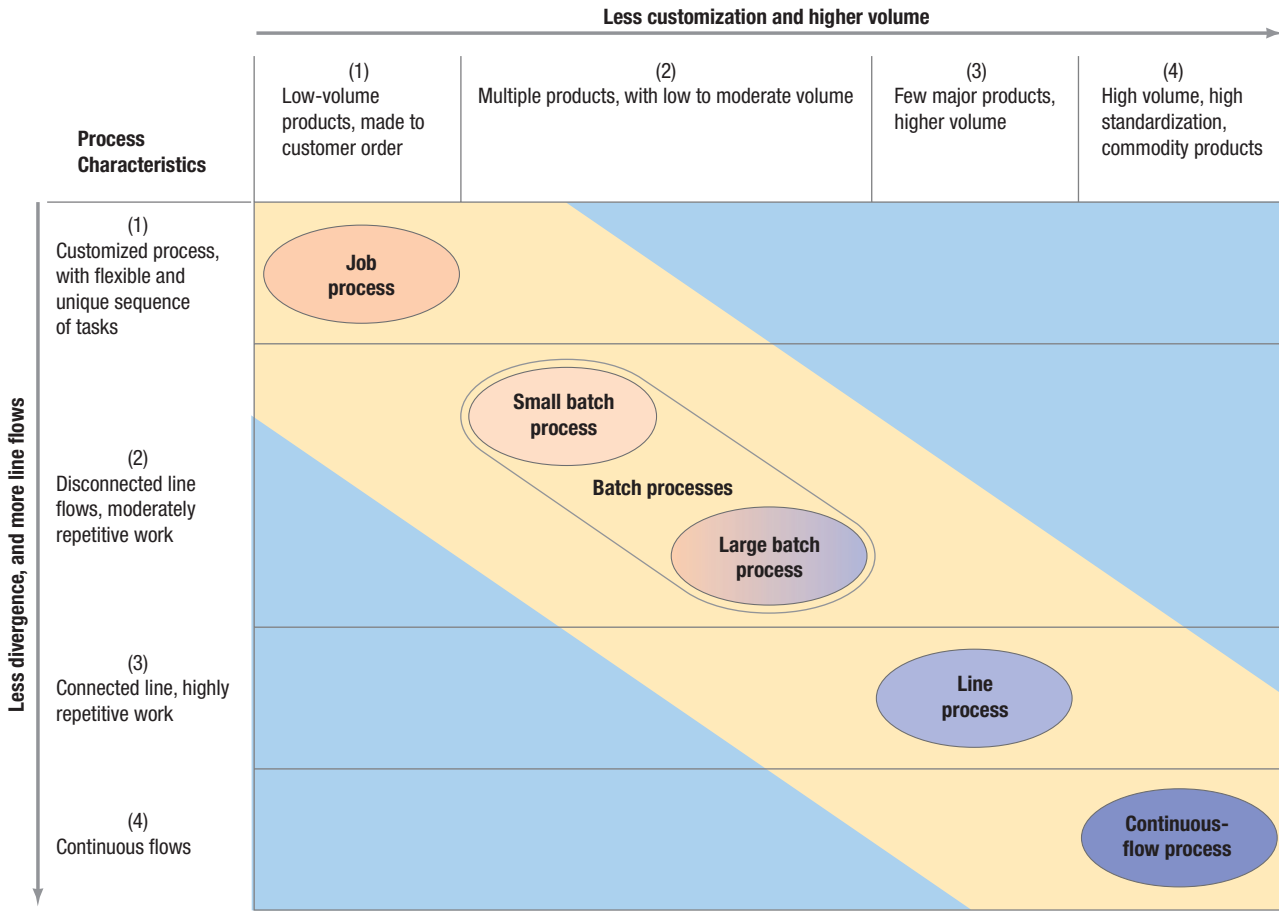 Less customization and higher volume
(1)
Low-volume
products, made to
customer order
(2)
Multiple products, with low to moderate volume
(3)
Few major products,
higher volume
(4)
High volume, high
standardization,
commodity products
Process
Characteristics
Less divergence, and more line flows
(1)
Customized process,
with flexible and
unique sequence
of tasks
Job
process
(2)
Disconnected line
flows, moderately
repetitive work
Small batch
process
Batch processes
Large batch
process
(3)
Connected line, highly
repetitive work
Line
process
(4)
Continuous flows
Continuous-
flow process